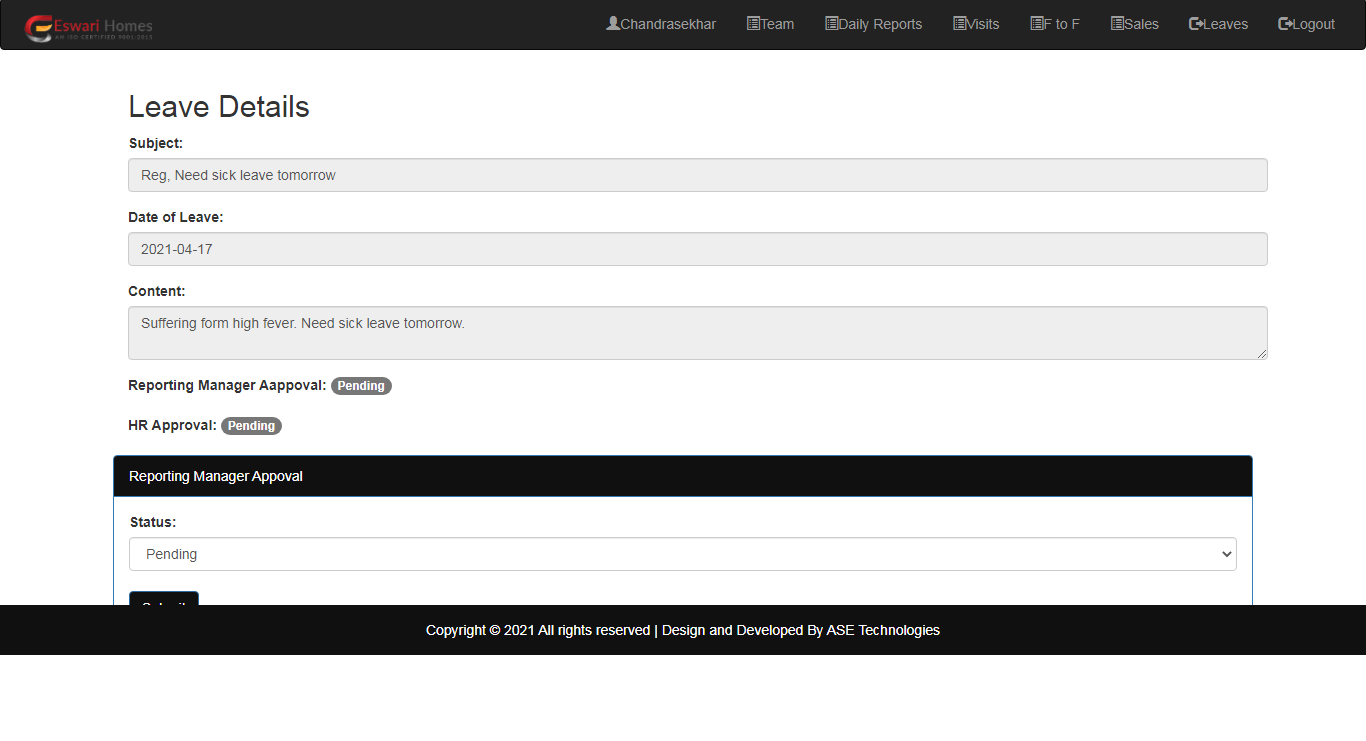 Eswari Homes
AN ISO CERTIFIED 9001:2015
Chandrasekhar Team Daily Reports Visits F to F Sales Leaves Logout
Leave Details
Subject:
Reg, Need sick leave tomorrow
Date of Leave:
2021-04-17
Content:
Suffering form high fever. Need sick leave tomorrow.
Reporting Manager Aappoval: Pending
HR Approval: Pending
Reporting Manager Appoval
Status:
Pending
Submit
Copyright © 2021 All rights reserved | Design and Developed By ASE Technologies